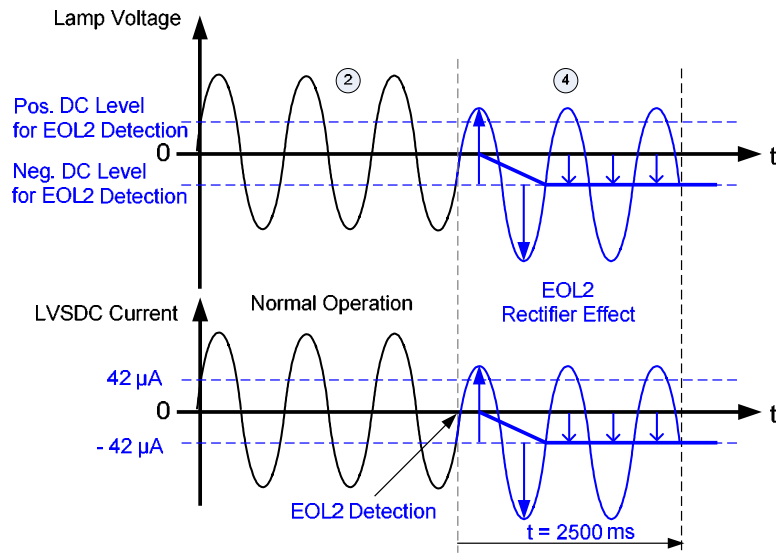 Lamp Voltage
2
4
Pos. DC Level
for EOL2 Detection
0
t
Neg. DC Level
for EOL2 Detection
LVSDC Current
Normal Operation
EOL2
Rectifier Effect
42 µA
0
t
- 42 µA
EOL2 Detection
t = 2500 ms